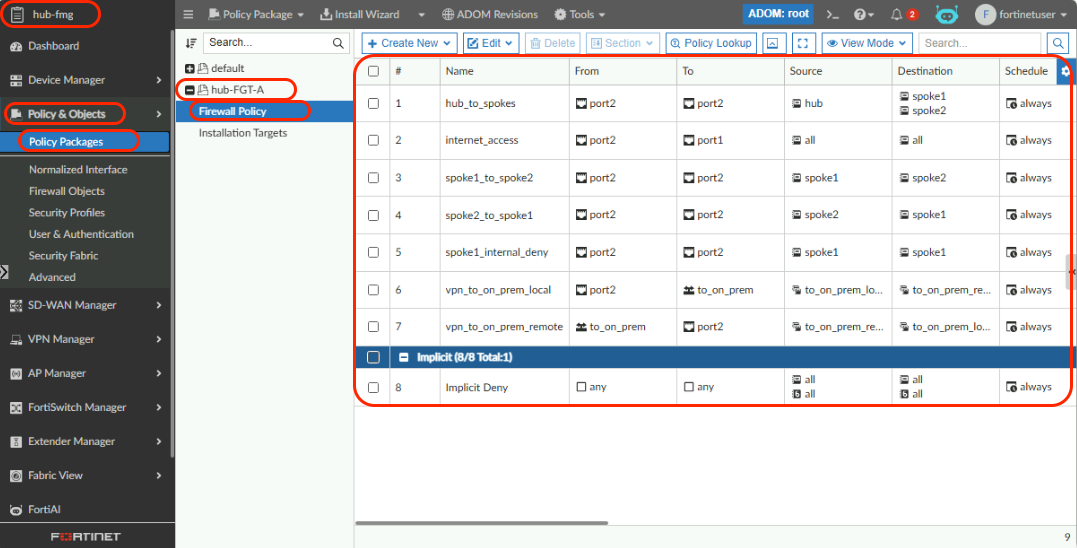 hub-fmg
Policy Package
Install Wizard
ADOM Revisions
Tools
ADOM: root
2
F
fortinetuser
Dashboard
Device Manager
Policy & Objects
Policy Packages
Normalized Interface
Firewall Objects
Security Profiles
User & Authentication
Security Fabric
Advanced
SD-WAN Manager
VPN Manager
AP Manager
FortiSwitch Manager
Extender Manager
Fabric View
FortiAI
FORTINET
Search...
default
hub-FGT-A
Firewall Policy
Installation Targets
+ Create New
Edit
Delete
Section
Policy Lookup
View Mode
Search...
# Name From To Source Destination Schedule
1 hub_to_spokes port2 port2 hub spoke1 always
spoke2
2 internet_access port2 port1 all all always
3 spoke1_to_spoke2 port2 port2 spoke1 spoke2 always
4 spoke2_to_spoke1 port2 port2 spoke2 spoke1 always
5 spoke1_internal_deny port2 port2 spoke1 spoke1 always
6 vpn_to_on_prem_local port2 to_on_prem to_on_prem_lo... to_on_prem_re... always
7 vpn_to_on_prem_remote to_on_prem port2 to_on_prem_re... to_on_prem_lo... always
Implicit (8/8 Total:1)
8 Implicit Deny any any all all always
all all
9